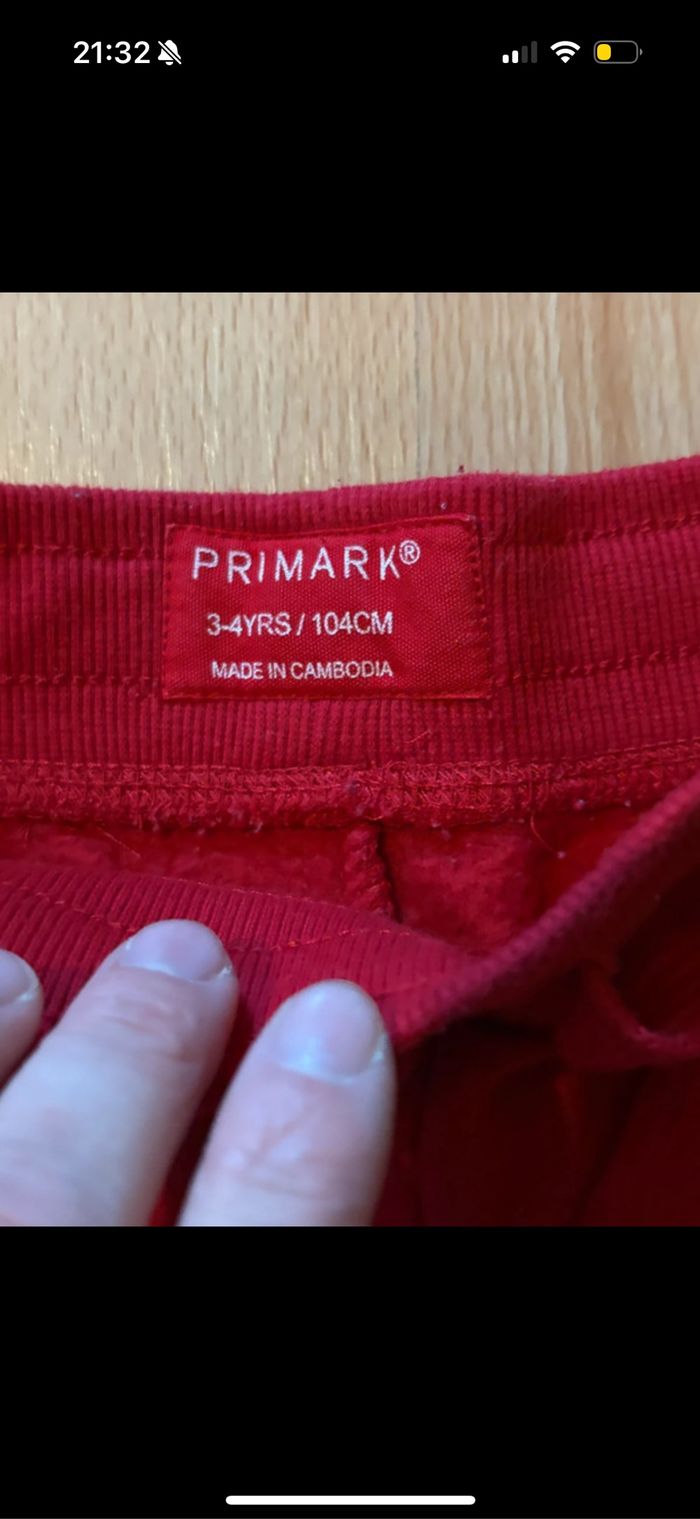 21:32
PRIMARK®
3-4YRS / 104CM
MADE IN CAMBODIA